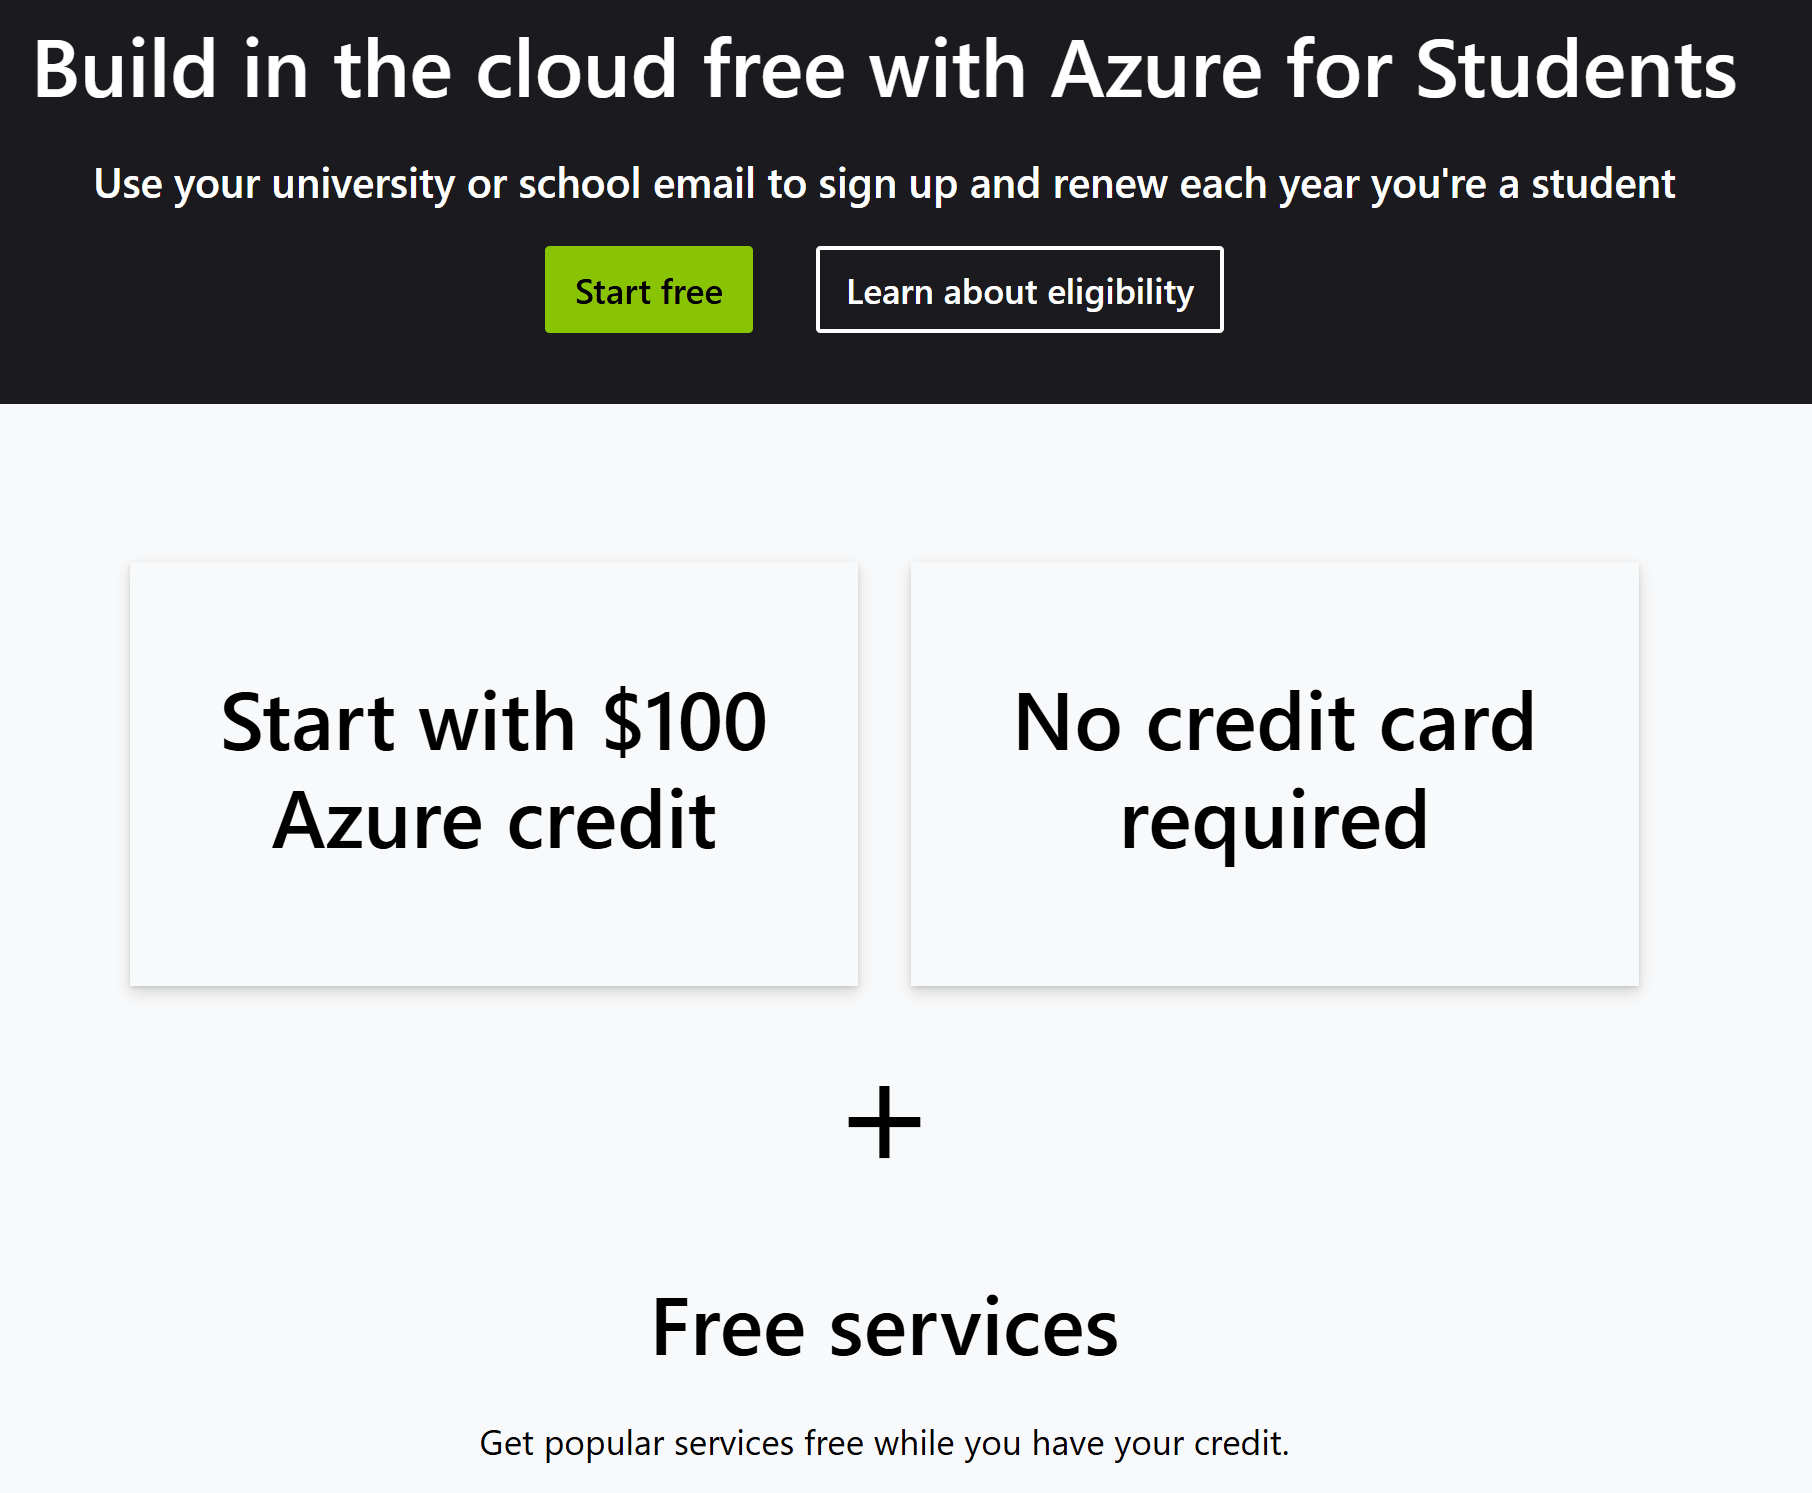 Build in the cloud free with Azure for Students
Use your university or school email to sign up and renew each year you're a student
Start free
Learn about eligibility
Start with $100
Azure credit
No credit card
required
+
Free services
Get popular services free while you have your credit.